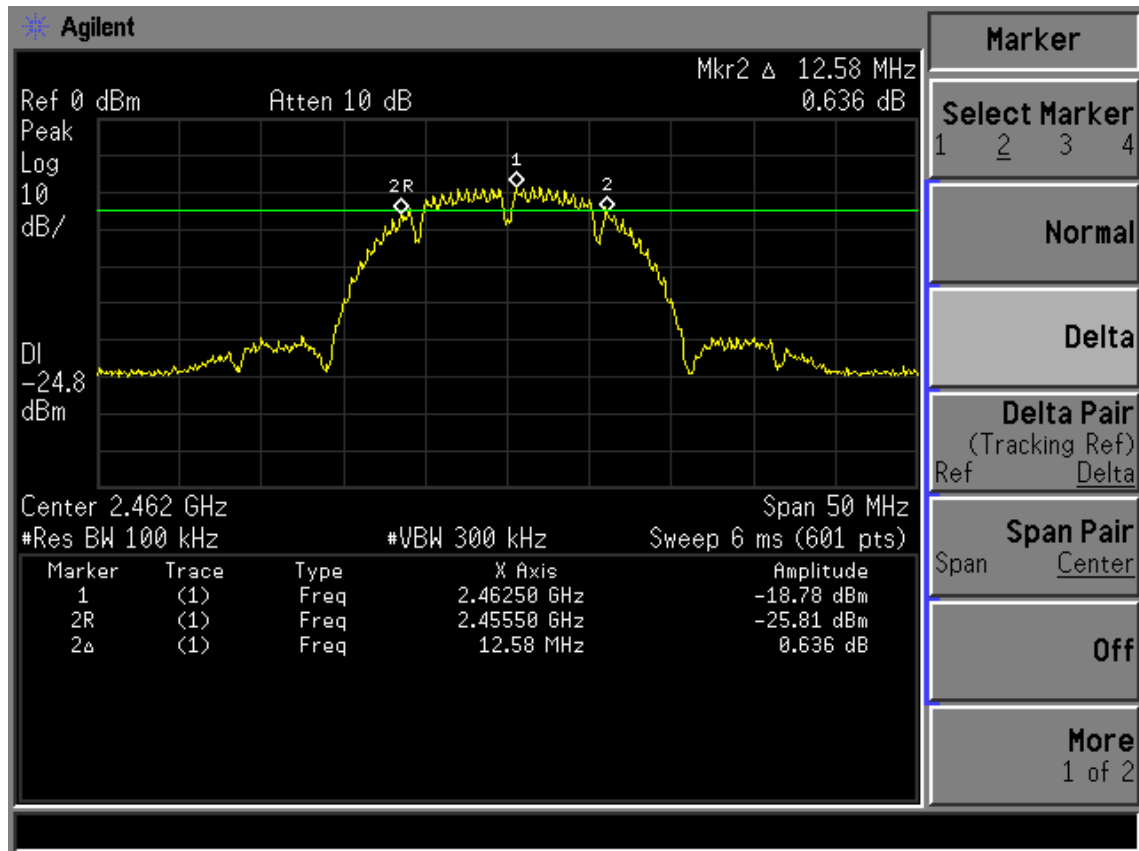 Agilent
Mkr2 Δ 12.58 MHz
Ref 0 dBm Atten 10 dB 0.636 dB
Peak
Log
10
dB/
1
2R
2
DI
-24.8
dBm
Center 2.462 GHz Span 50 MHz
#Res BW 100 kHz #VBW 300 kHz Sweep 6 ms (601 pts)
Marker Trace Type X Axis Amplitude
1 (1) Freq 2.46250 GHz -18.78 dBm
2R (1) Freq 2.45550 GHz -25.81 dBm
2Δ (1) Freq 12.58 MHz 0.636 dB
Marker
Select Marker
1 2 3 4
Normal
Delta
Delta Pair
(Tracking Ref)
Ref Delta
Span Pair
Span Center
Off
More
1 of 2